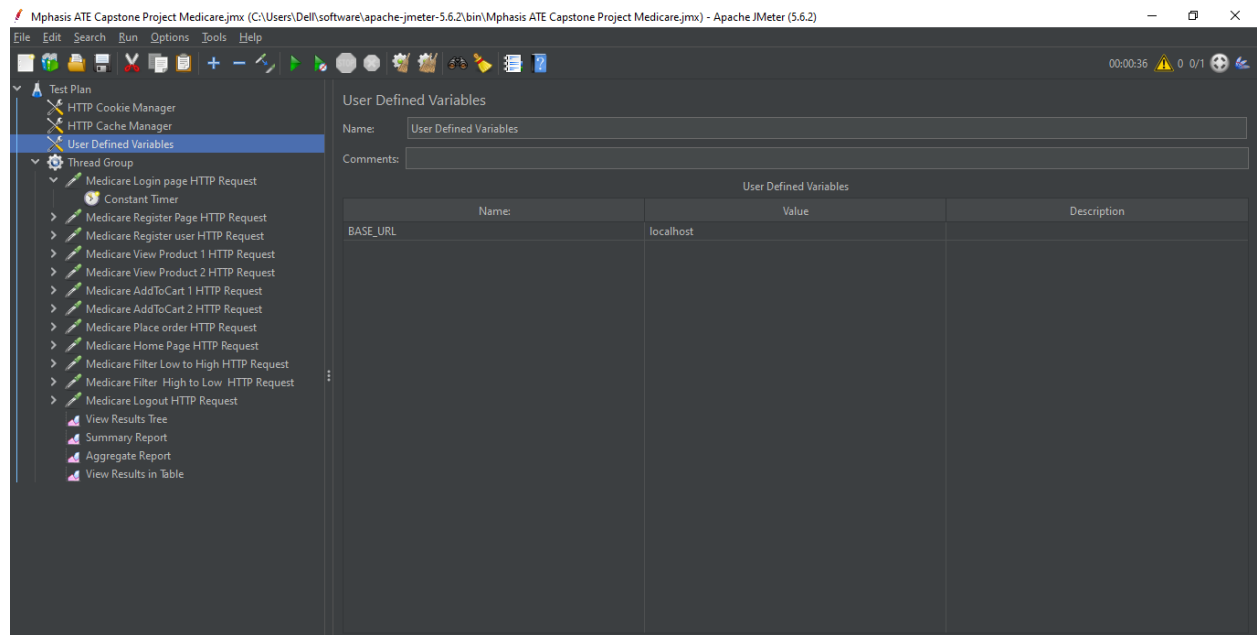 Mphasis ATE Capstone Project Medicare.jmx (C:\Users\Dell\software\apache-jmeter-5.6.2\bin\Mphasis ATE Capstone Project Medicare.jmx) - Apache JMeter (5.6.2)
File Edit Search Run Options Tools Help
00:00:36 0 0/1
Test Plan
HTTP Cookie Manager
HTTP Cache Manager
User Defined Variables
Thread Group
Medicare Login page HTTP Request
Constant Timer
Medicare Register Page HTTP Request
Medicare Register user HTTP Request
Medicare View Product 1 HTTP Request
Medicare View Product 2 HTTP Request
Medicare AddToCart 1 HTTP Request
Medicare AddToCart 2 HTTP Request
Medicare Place order HTTP Request
Medicare Home Page HTTP Request
Medicare Filter Low to High HTTP Request
Medicare Filter  High to Low  HTTP Request
Medicare Logout HTTP Request
View Results Tree
Summary Report
Aggregate Report
View Results in Table
User Defined Variables
Name: User Defined Variables
Comments:
User Defined Variables
Name: Value Description
BASE_URL localhost